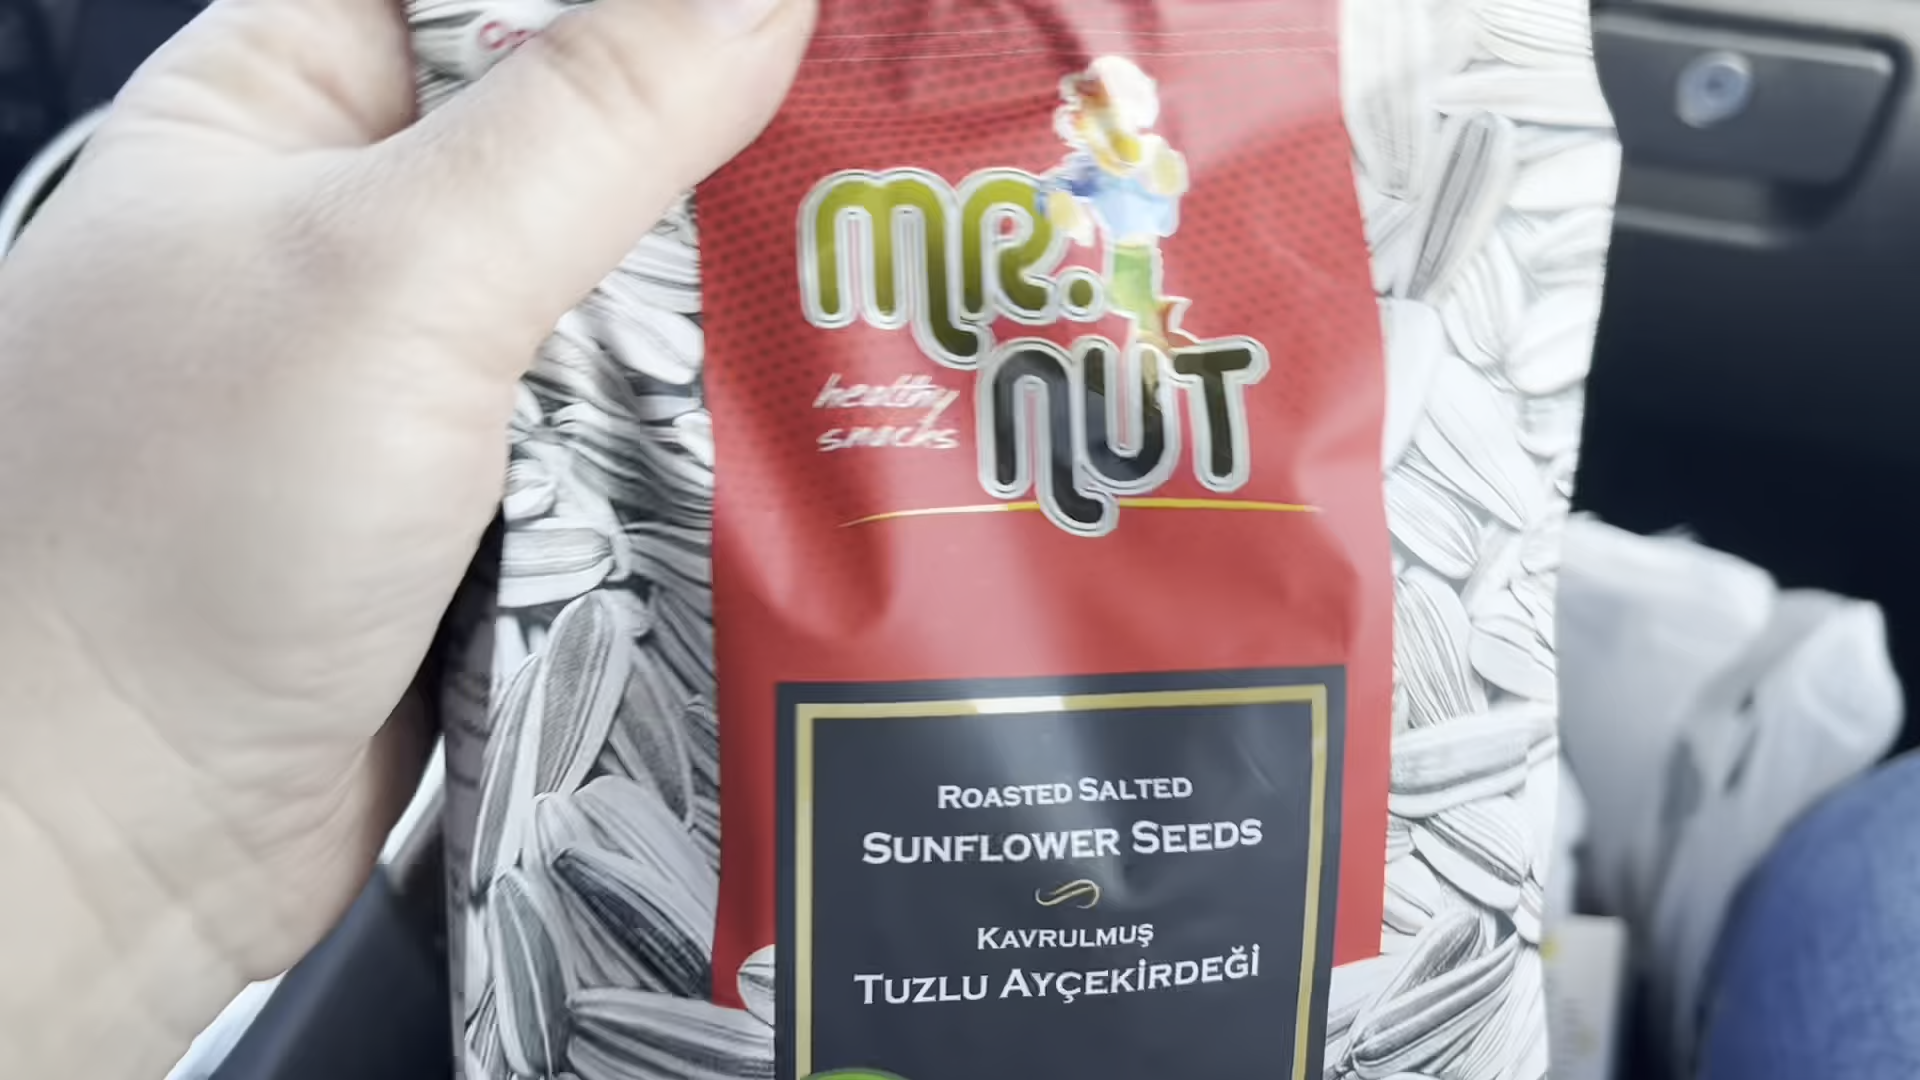 MR.
NUT
healthy
snacks
ROASTED SALTED
SUNFLOWER SEEDS
KAVRULMUŞ
TUZLU AYÇEKİRDEĞİ